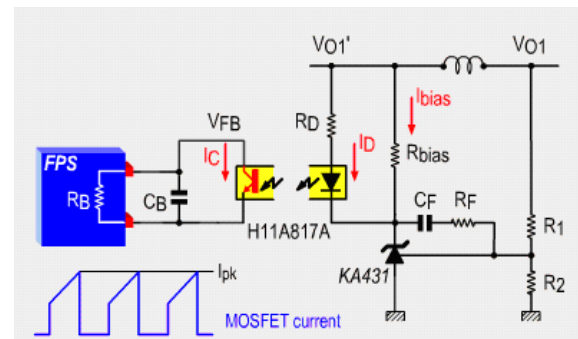 VO1' VO1
Ibias
VFB RD
IC ID
FPS Rbias
RB CB CF RF
H11A817A R1
KA431 R2
Ipk
MOSFET current